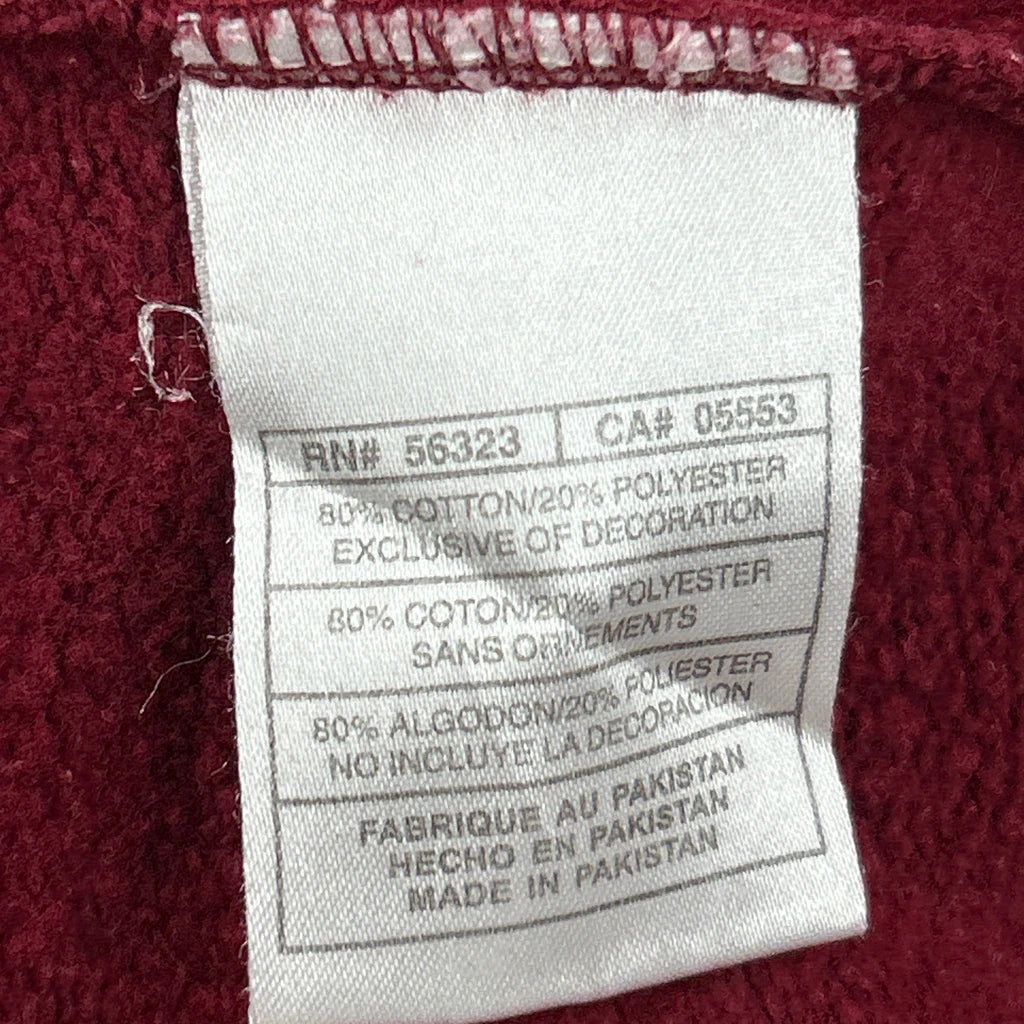 RN# 56323 CA# 05553
80% COTTON/20% POLYESTER
EXCLUSIVE OF DECORATION
80% COTON/20% POLYESTER
SANS ORNEMENTS
80% ALGODON/20% POLIESTER
NO INCLUYE LA DECORACION
FABRIQUE AU PAKISTAN
HECHO EN PAKISTAN
MADE IN PAKISTAN